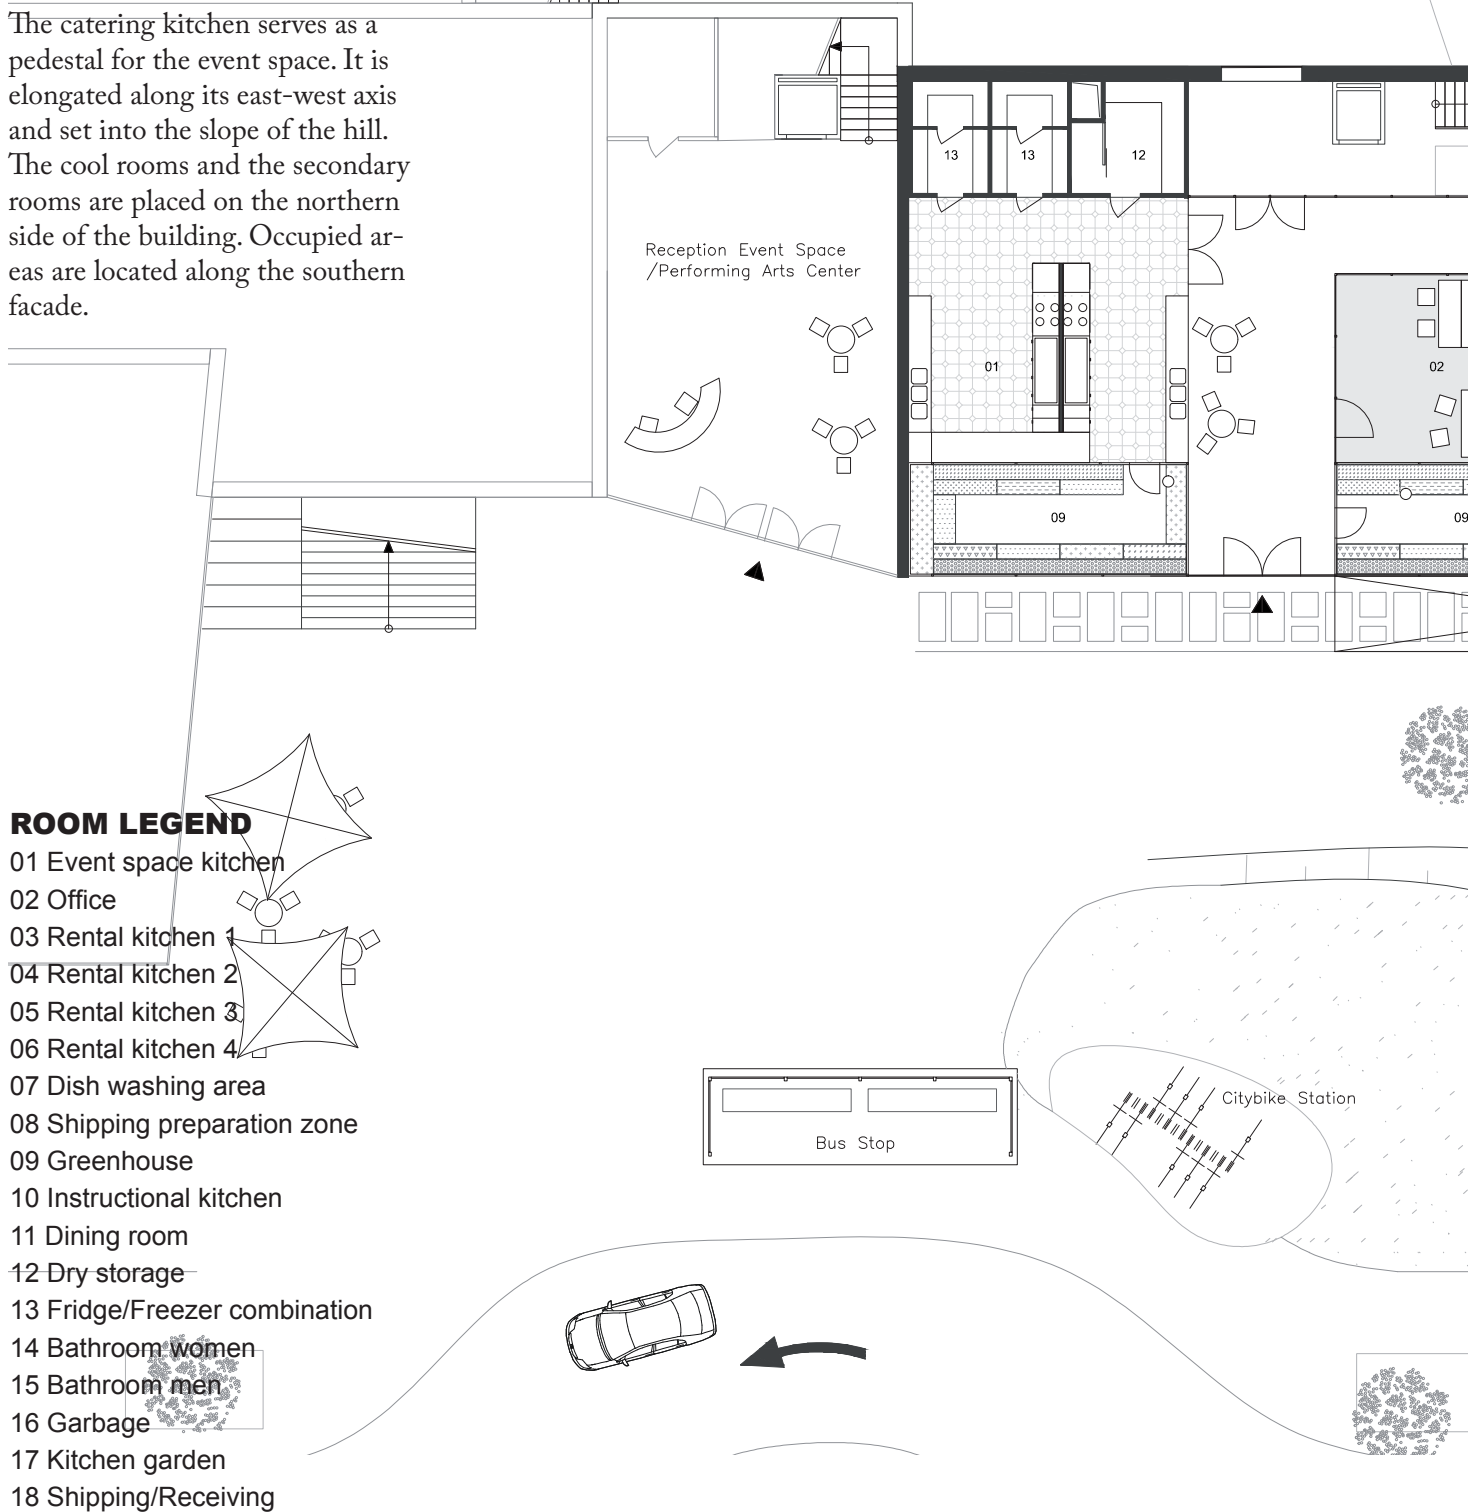 The catering kitchen serves as a
pedestal for the event space. It is
elongated along its east-west axis
and set into the slope of the hill.
The cool rooms and the secondary
rooms are placed on the northern
side of the building. Occupied ar-
eas are located along the southern
facade.
13
13
12
Reception Event Space
/Performing Arts Center
01
02
09
09
ROOM LEGEND
01 Event space kitchen
02 Office
03 Rental kitchen 1
04 Rental kitchen 2
05 Rental kitchen 3
06 Rental kitchen 4
07 Dish washing area
08 Shipping preparation zone
09 Greenhouse
10 Instructional kitchen
11 Dining room
12 Dry storage
13 Fridge/Freezer combination
14 Bathroom women
15 Bathroom men
16 Garbage
17 Kitchen garden
18 Shipping/Receiving
Citybike Station
Bus Stop